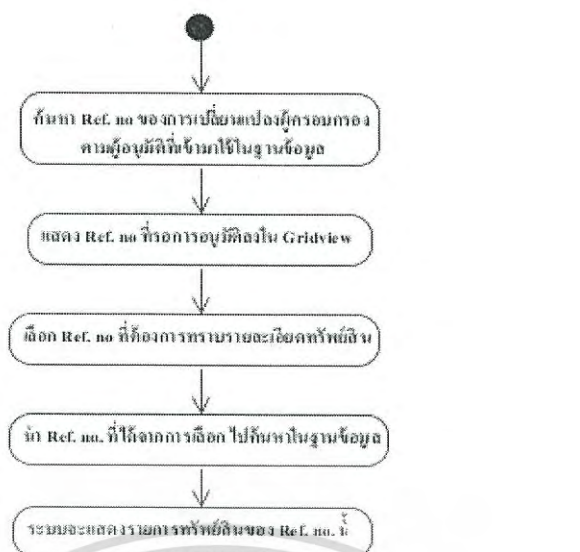 ค้นหา Ref. no ของการเปลี่ยนแปลงผู้ครอบครอง
ตามผู้อนุมัติที่เข้ามาใช้ในฐานข้อมูล
แสดง Ref. no ที่รอการอนุมัติลงใน Gridview
เลือก Ref. no ที่ต้องการทราบรายละเอียดทรัพย์สิน
นำ Ref. no. ที่ได้จากการเลือก ไปค้นหาในฐานข้อมูล
ระบบจะแสดงรายการทรัพย์สินของ Ref. no.